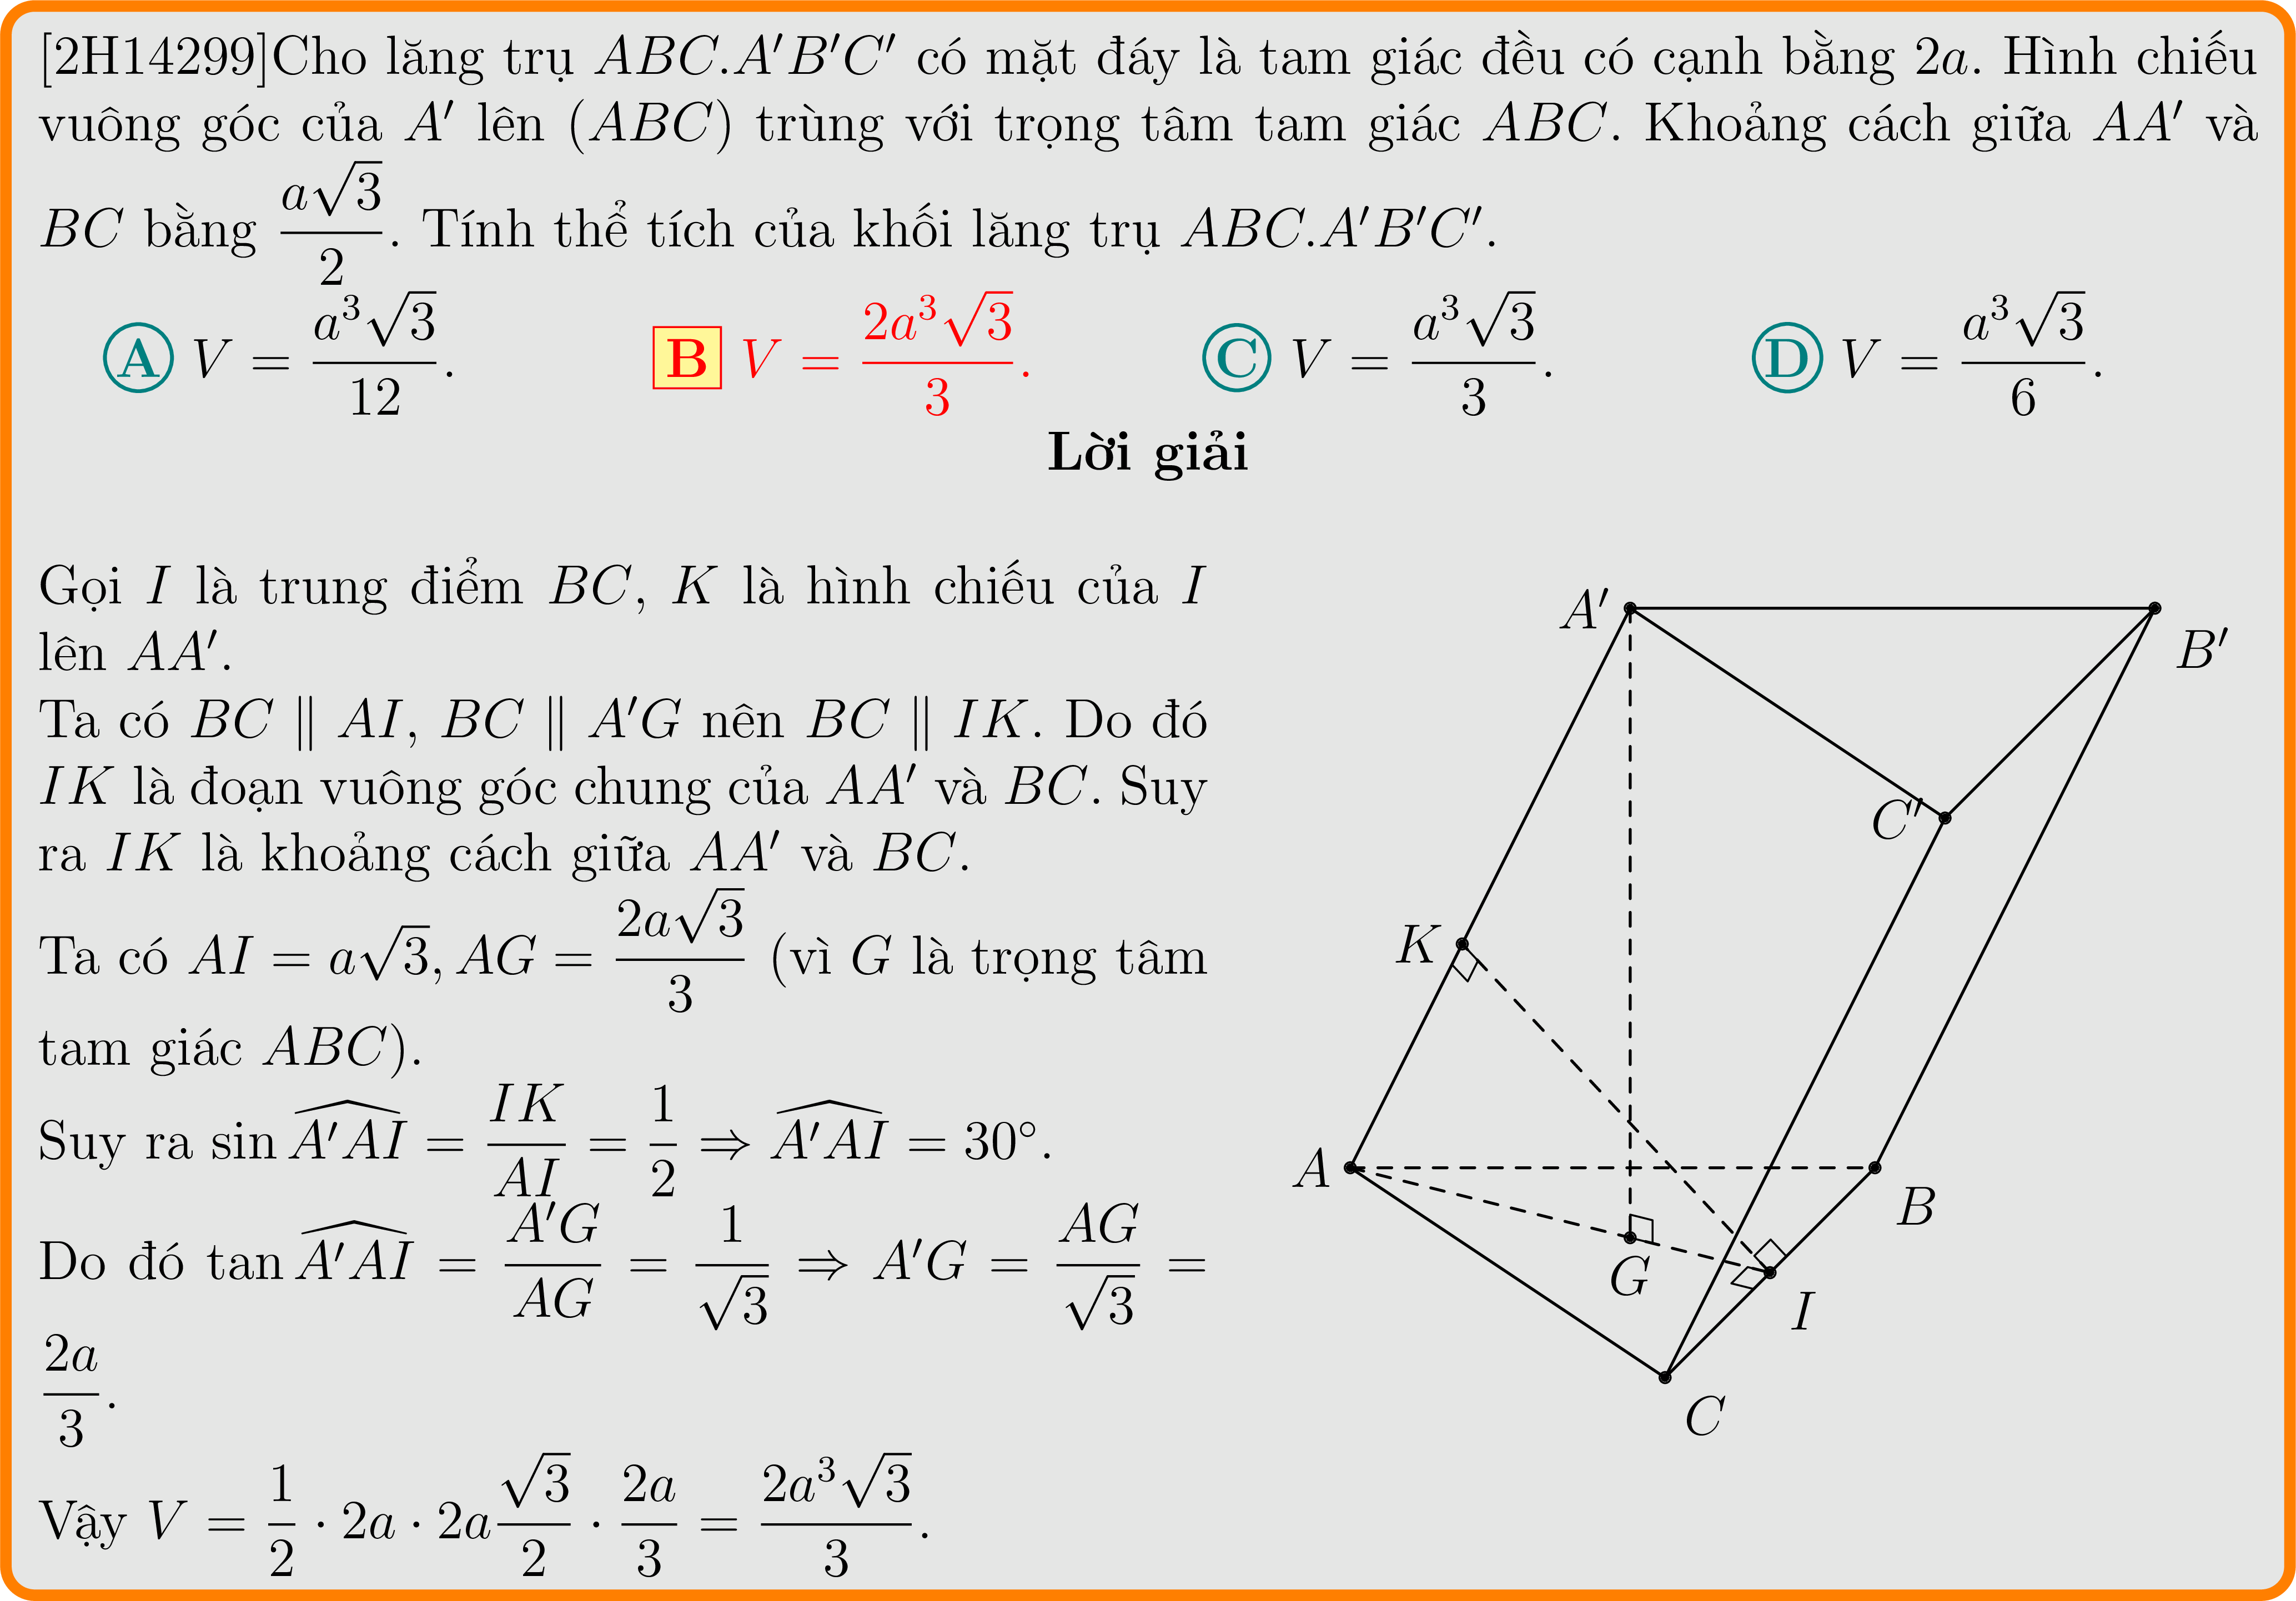 [2H14299]Cho lăng trụ ABC.A′B′C′ có mặt đáy là tam giác đều có cạnh bằng 2a. Hình chiếu
vuông góc của A′ lên (ABC) trùng với trọng tâm tam giác ABC. Khoảng cách giữa AA′ và
BC bằng \frac{a\sqrt{3}}{2}. Tính thể tích của khối lăng trụ ABC.A′B′C′.
A V = \frac{a^3\sqrt{3}}{12}. B V = \frac{2a^3\sqrt{3}}{3}. C V = \frac{a^3\sqrt{3}}{3}. D V = \frac{a^3\sqrt{3}}{6}.
Lời giải
Gọi I là trung điểm BC, K là hình chiếu của I
lên AA′.
Ta có BC ∥ AI, BC ∥ A′G nên BC ∥ IK. Do đó
IK là đoạn vuông góc chung của AA′ và BC. Suy
ra IK là khoảng cách giữa AA′ và BC.
Ta có AI = a\sqrt{3}, AG = \frac{2a\sqrt{3}}{3} (vì G là trọng tâm
tam giác ABC).
Suy ra sin \widehat{A′AI} = \frac{IK}{AI} = \frac{1}{2} ⇒ \widehat{A′AI} = 30°.
Do đó tan \widehat{A′AI} = \frac{A′G}{AG} = \frac{1}{\sqrt{3}} ⇒ A′G = \frac{AG}{\sqrt{3}} =
\frac{2a}{3}.
Vậy V = \frac{1}{2} · 2a · 2a\frac{\sqrt{3}}{2} · \frac{2a}{3} = \frac{2a^3\sqrt{3}}{3}.
A′
B′
C′
K
A
B
G
I
C